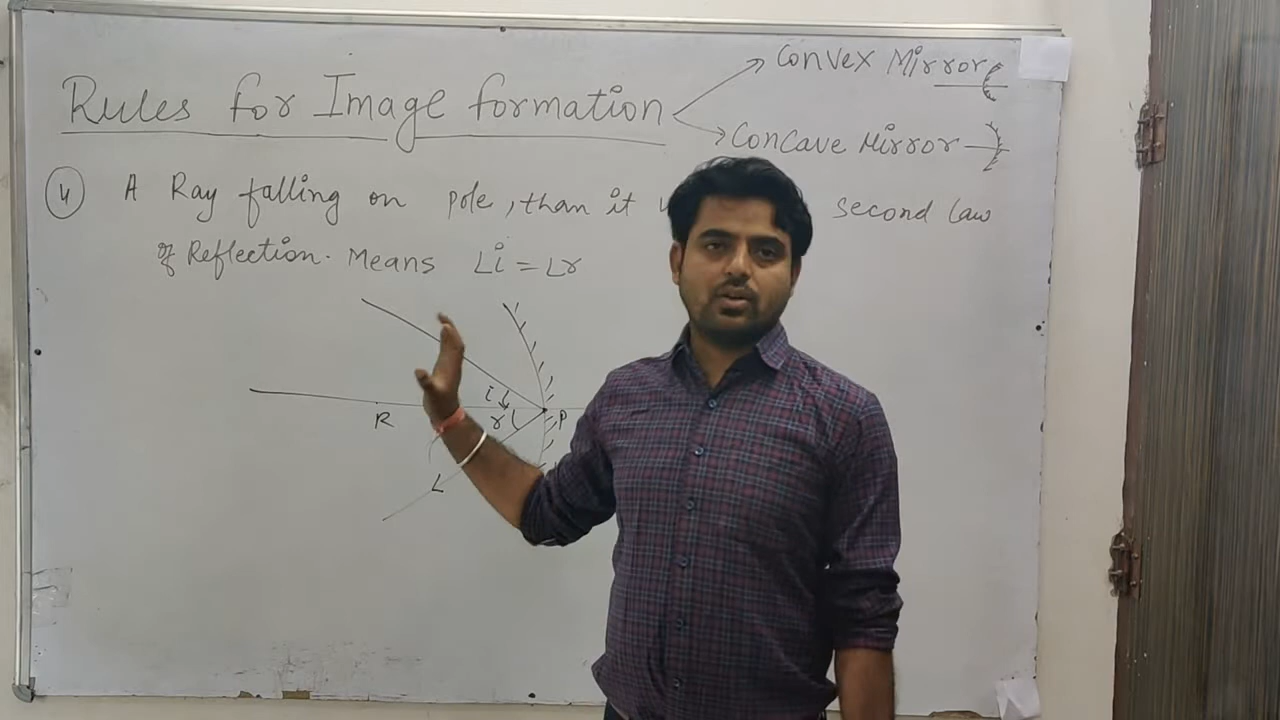 Convex Mirror
Rules for Image formation
Concave Mirror
4 A Ray falling on pole, than it second law
of Reflection. Means ∠i = ∠r
i
R
r
P